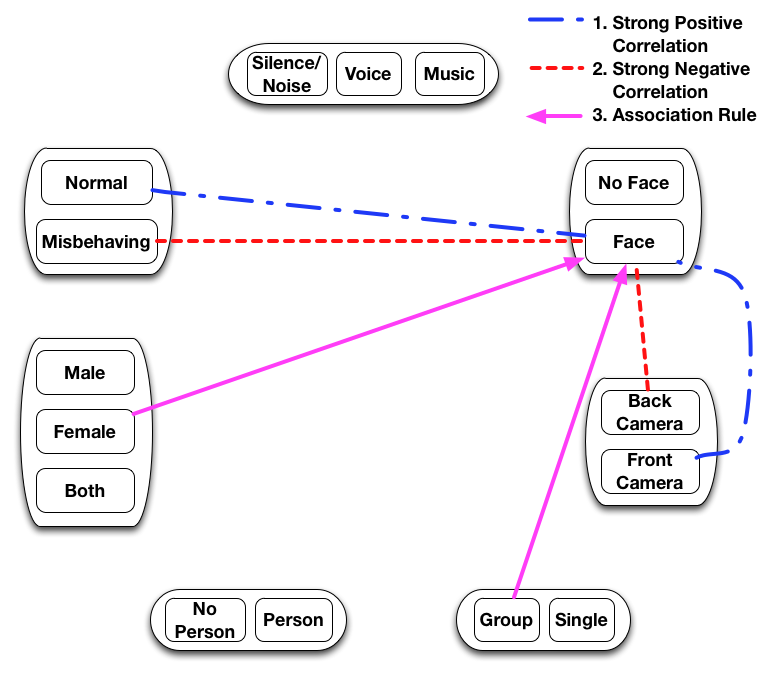 1. Strong Positive
Correlation
2. Strong Negative
Correlation
3. Association Rule
Silence/
Noise
Voice
Music
Normal
Misbehaving
No Face
Face
Male
Female
Both
Back
Camera
Front
Camera
No
Person
Person
Group
Single